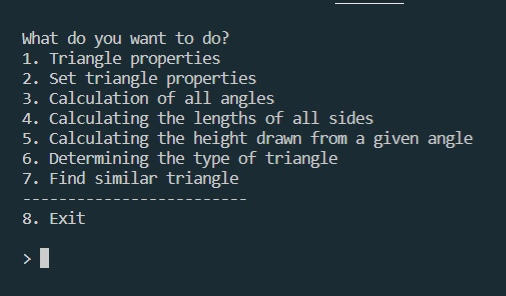 What do you want to do?
1. Triangle properties
2. Set triangle properties
3. Calculation of all angles
4. Calculating the lengths of all sides
5. Calculating the height drawn from a given angle
6. Determining the type of triangle
7. Find similar triangle
-------------------------
8. Exit
>